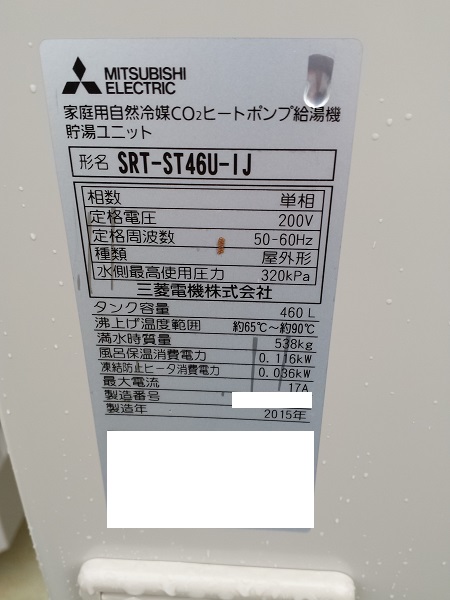 MITSUBISHI
ELECTRIC
家庭用自然冷媒CO₂ヒートポンプ給湯機
貯湯ユニット
形名 SRT-ST46U-IJ
相数 単相
定格電圧 200V
定格周波数 50-60Hz
種類 屋外形
水側最高使用圧力 320kPa
三菱電機株式会社
タンク容量 460L
沸上げ温度範囲 約65℃～約90℃
満水時質量 538kg
風呂保温消費電力 0.116kW
凍結防止ヒータ消費電力 0.036kW
最大電流 17A
製造番号
製造年 2015年